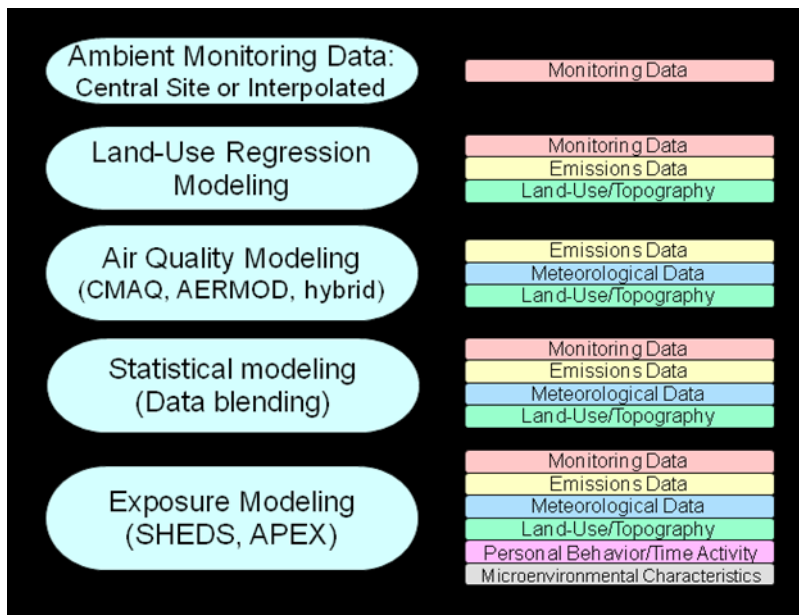 Ambient Monitoring Data:
Central Site or Interpolated
Monitoring Data
Land-Use Regression
Modeling
Monitoring Data
Emissions Data
Land-Use/Topography
Air Quality Modeling
(CMAQ, AERMOD, hybrid)
Emissions Data
Meteorological Data
Land-Use/Topography
Statistical modeling
(Data blending)
Monitoring Data
Emissions Data
Meteorological Data
Land-Use/Topography
Exposure Modeling
(SHEDS, APEX)
Monitoring Data
Emissions Data
Meteorological Data
Land-Use/Topography
Personal Behavior/Time Activity
Microenvironmental Characteristics